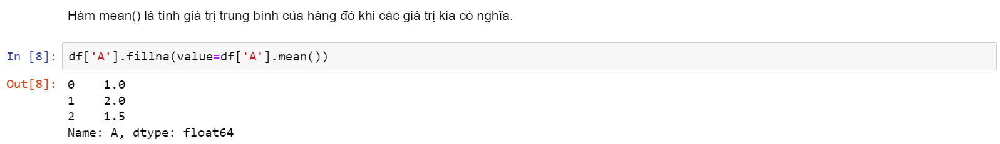 Hàm mean() là tính giá trị trung bình của hàng đó khi các giá trị kia có nghĩa.
In [8]: df['A'].fillna(value=df['A'].mean())
Out[8]: 0    1.0
1    2.0
2    1.5
Name: A, dtype: float64